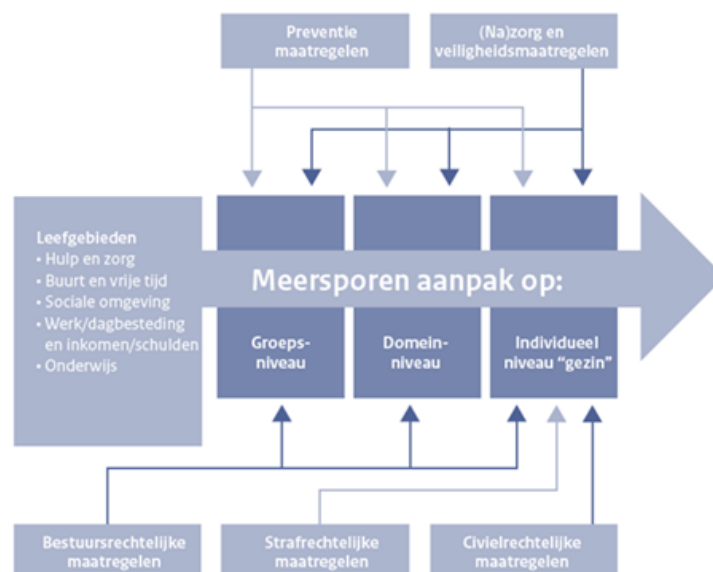 Preventie
maatregelen
(Na)zorg en
veiligheidsmaatregelen
Leefgebieden
• Hulp en zorg
• Buurt en vrije tijd
• Sociale omgeving
• Werk/dagbesteding
en inkomen/schulden
• Onderwijs
Meersporen aanpak op:
Groeps-
niveau
Domein-
niveau
Individueel
niveau “gezin”
Bestuursrechtelijke
maatregelen
Strafrechtelijke
maatregelen
Civielrechtelijke
maatregelen